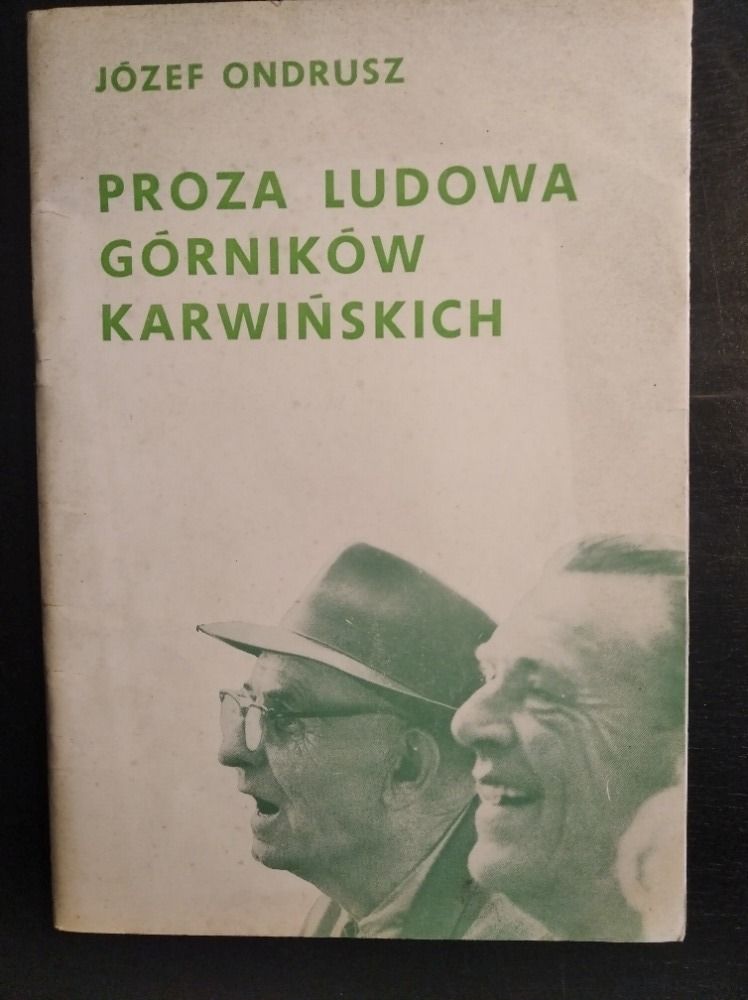 JÓZEF ONDRUSZ
PROZA LUDOWA
GÓRNIKÓW
KARWIŃSKICH